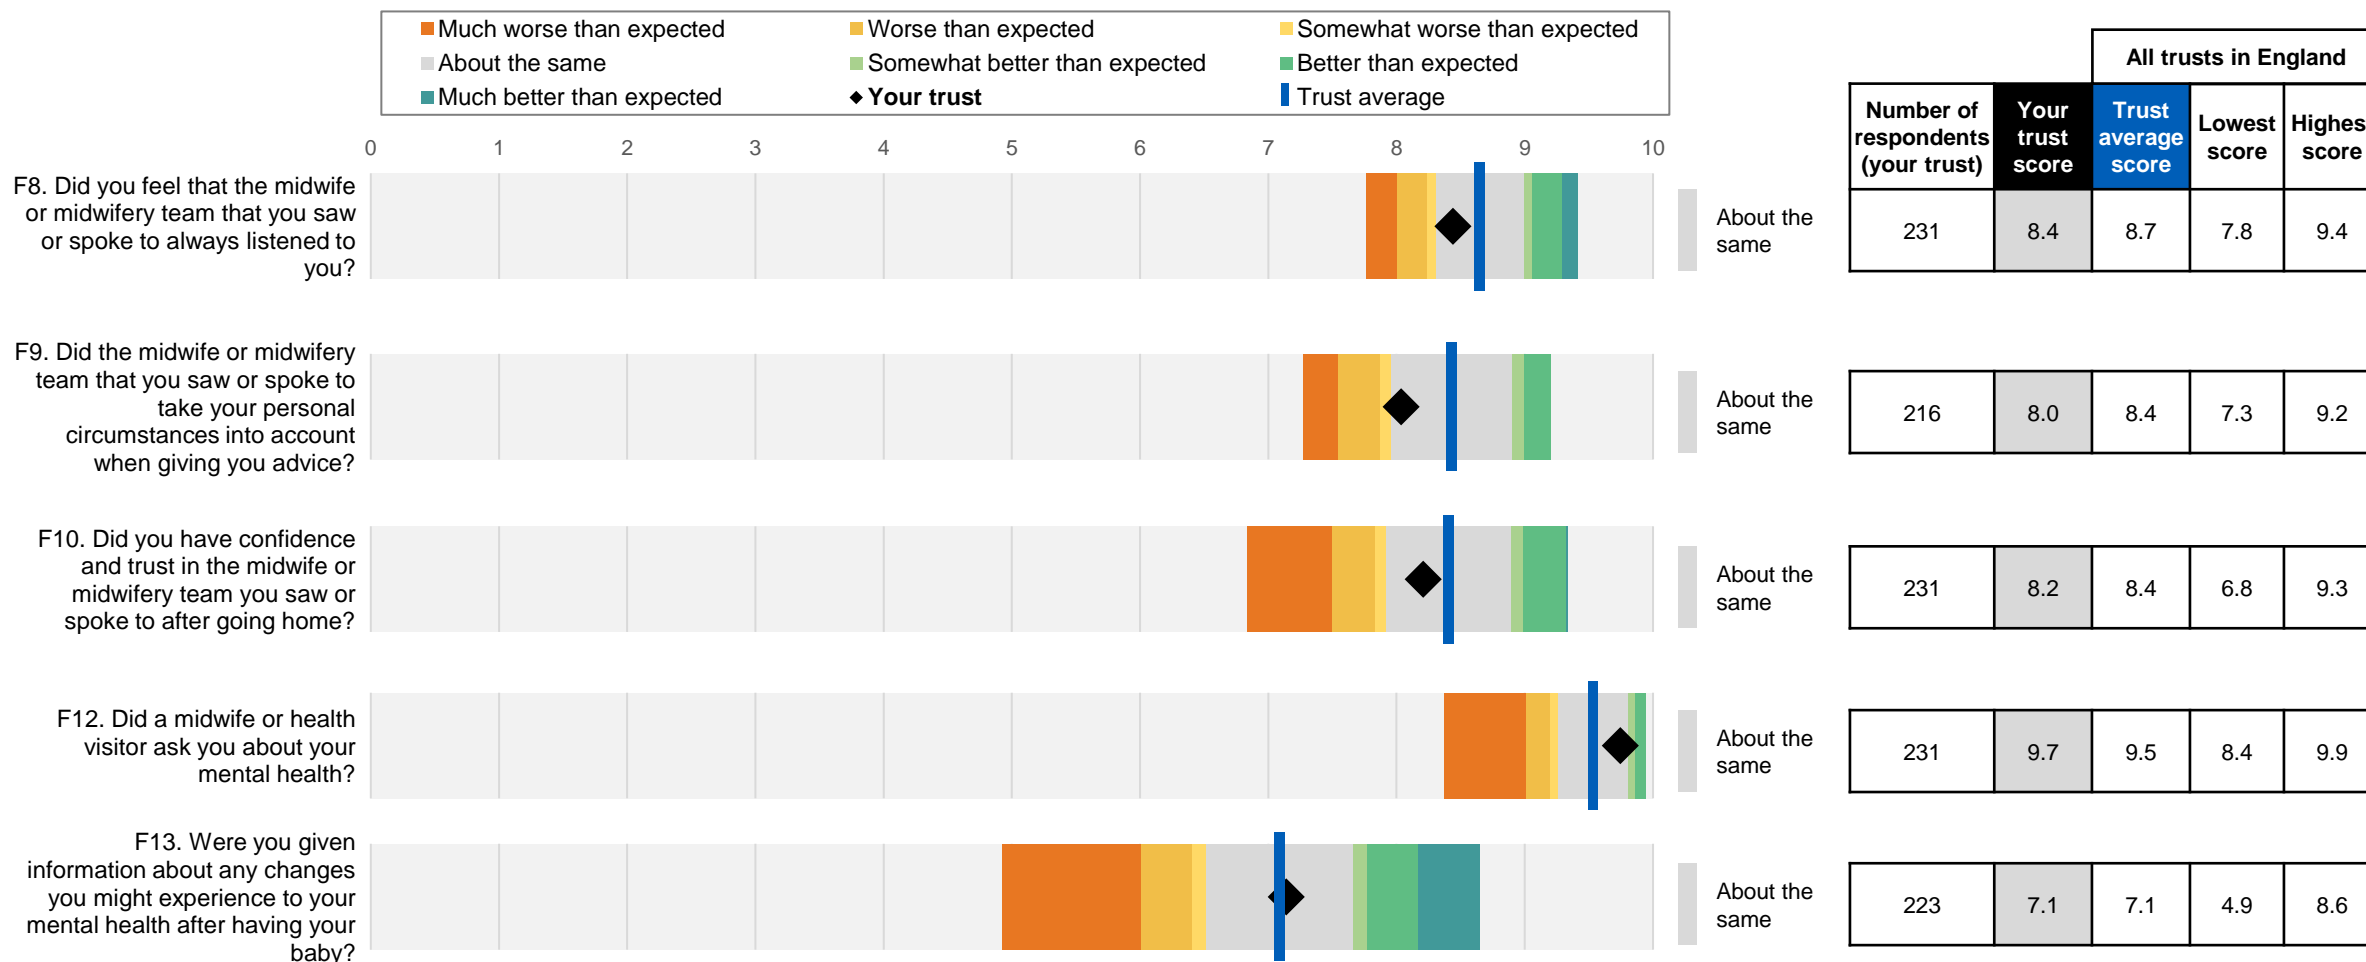 Much worse than expected
Worse than expected
Somewhat worse than expected
About the same
Somewhat better than expected
Better than expected
Much better than expected
Your trust
Trust average
All trusts in England
Number of
respondents
(your trust)
Your
trust
score
Trust
average
score
Lowest
score
Highes
score
0 1 2 3 4 5 6 7 8 9 10
F8. Did you feel that the midwife
or midwifery team that you saw
or spoke to always listened to
you?
About the
same
231 8.4 8.7 7.8 9.4
F9. Did the midwife or midwifery
team that you saw or spoke to
take your personal
circumstances into account
when giving you advice?
About the
same
216 8.0 8.4 7.3 9.2
F10. Did you have confidence
and trust in the midwife or
midwifery team you saw or
spoke to after going home?
About the
same
231 8.2 8.4 6.8 9.3
F12. Did a midwife or health
visitor ask you about your
mental health?
About the
same
231 9.7 9.5 8.4 9.9
F13. Were you given
information about any changes
you might experience to your
mental health after having your
baby?
About the
same
223 7.1 7.1 4.9 8.6